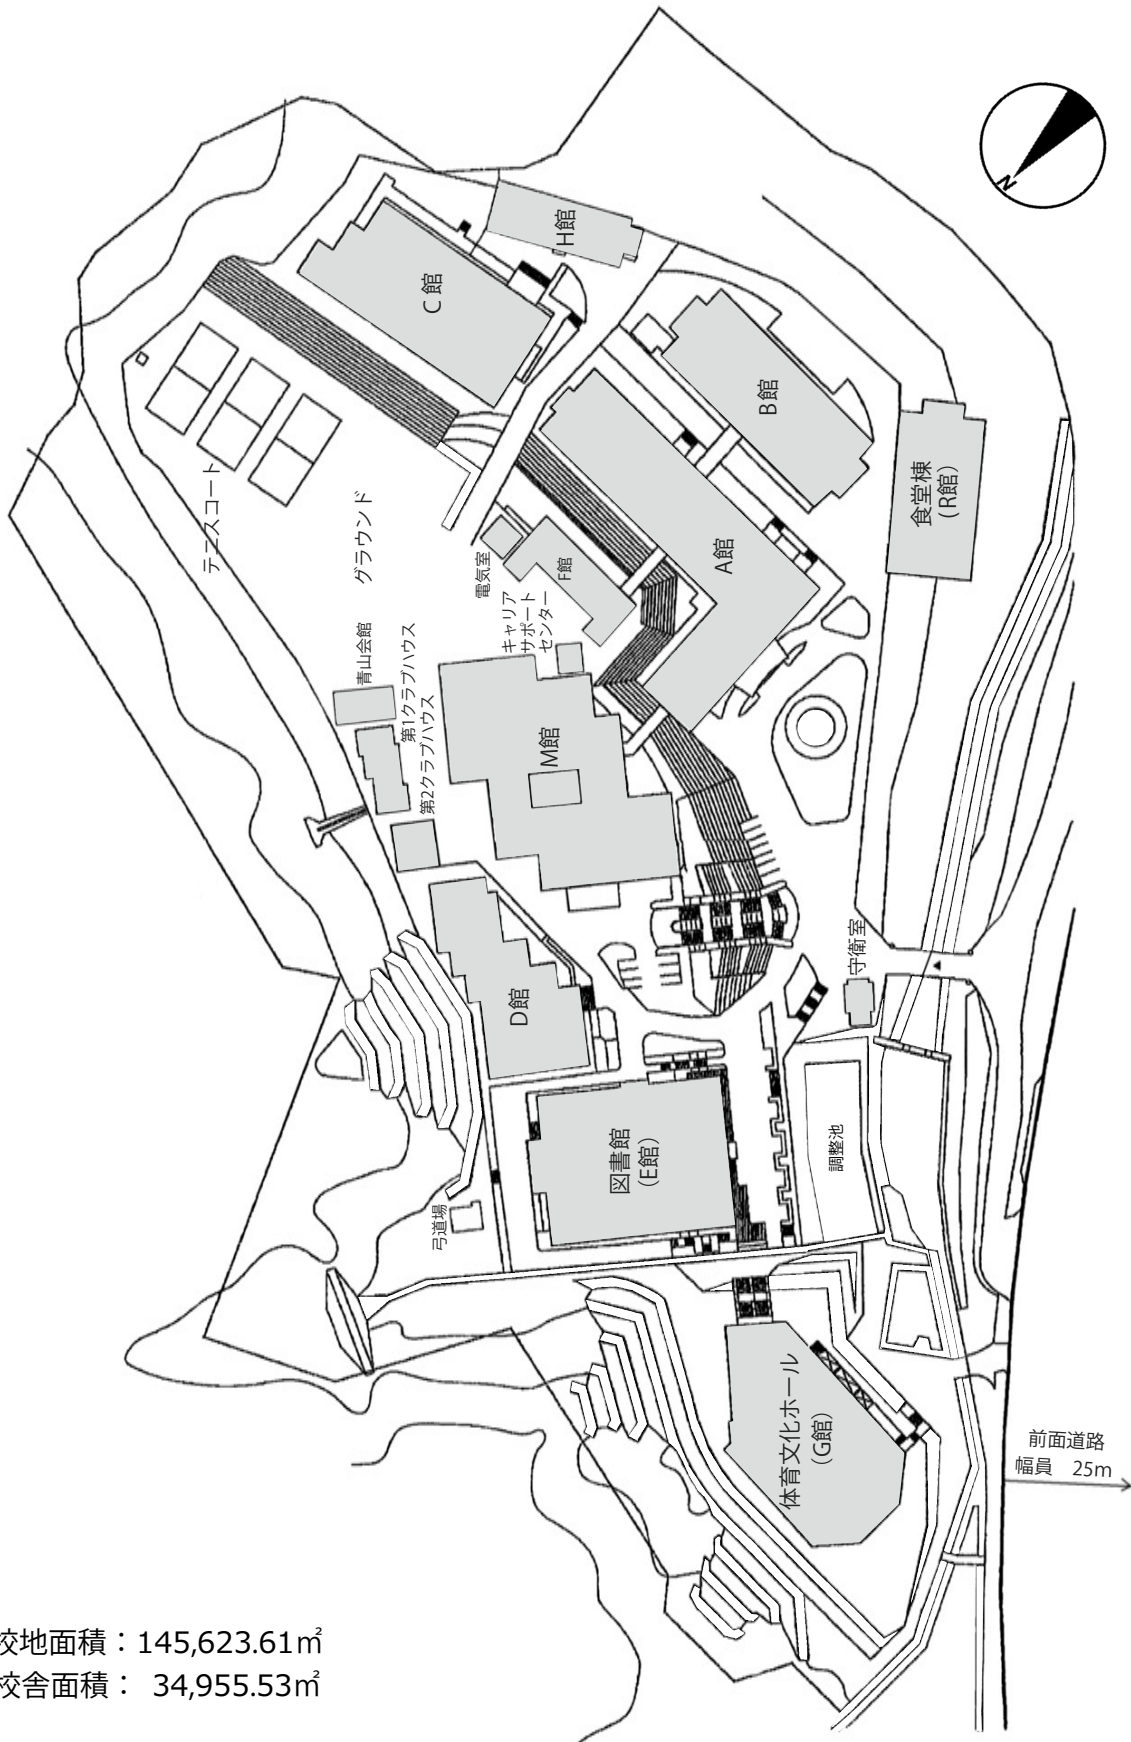 N
H館
C館
B館
テニスコート
グラウンド
食堂棟
(R館)
A館
電気室
F館
キャリア
サポート
センター
青山会館
第1クラブハウス
第2クラブハウス
M館
守衛室
D館
調整池
図書館
(E館)
弓道場
体育文化ホール
(G館)
前面道路
幅員 25m
校地面積：145,623.61㎡
校舎面積： 34,955.53㎡